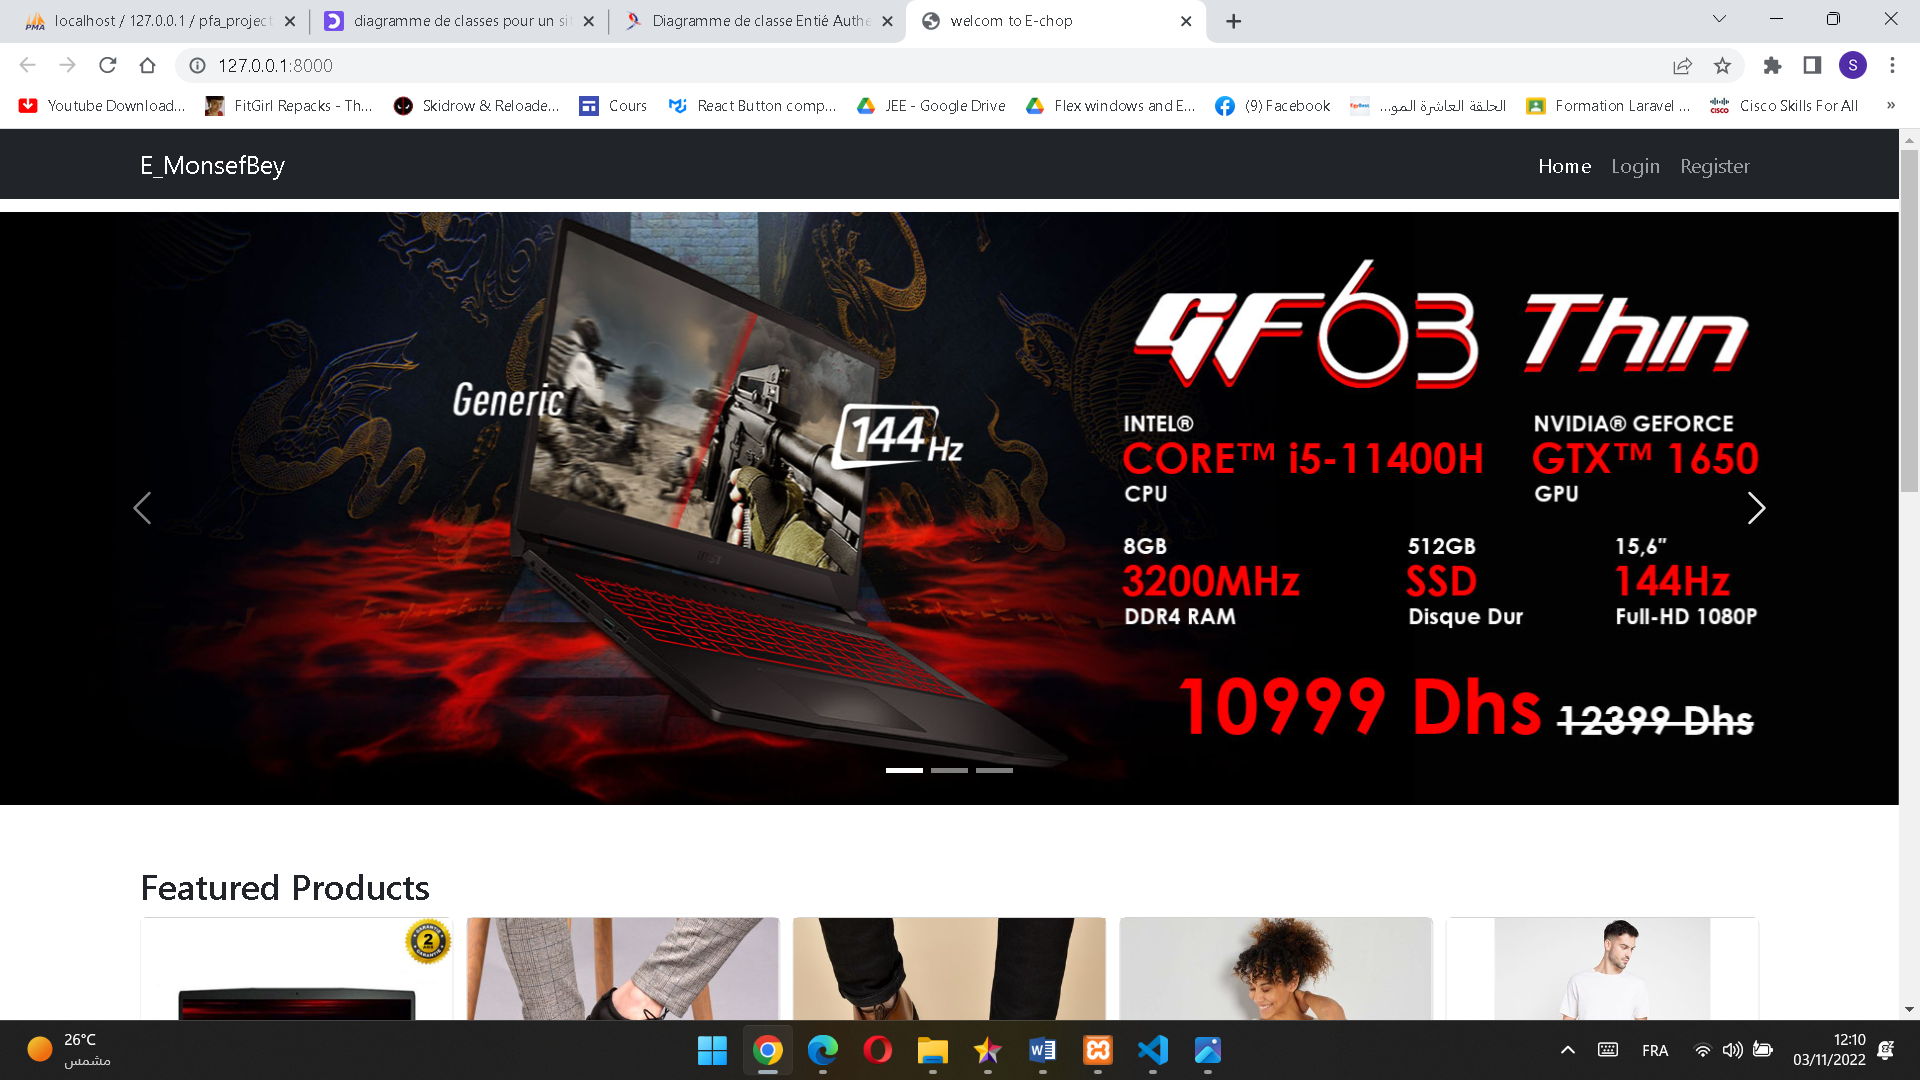 localhost / 127.0.0.1 / pfa_project
diagramme de classes pour un sit
Diagramme de classe Entié Authe
welcom to E-chop
127.0.0.1:8000
S
Youtube Download...
FitGirl Repacks - Th...
Skidrow & Reloade...
Cours
React Button comp...
JEE - Google Drive
Flex windows and E...
(9) Facebook
الحلقة العاشرة المو...
Formation Laravel ...
Cisco Skills For All
»
E_MonsefBey
Home
Login
Register
Generic
144Hz
GF63 Thin
INTEL®
CORE™ i5-11400H
CPU
NVIDIA® GEFORCE
GTX™ 1650
GPU
8GB
3200MHz
DDR4 RAM
512GB
SSD
Disque Dur
15,6"
144Hz
Full-HD 1080P
10999 Dhs
12399 Dhs
Featured Products
2
26°C
مشمس
FRA
12:10
03/11/2022